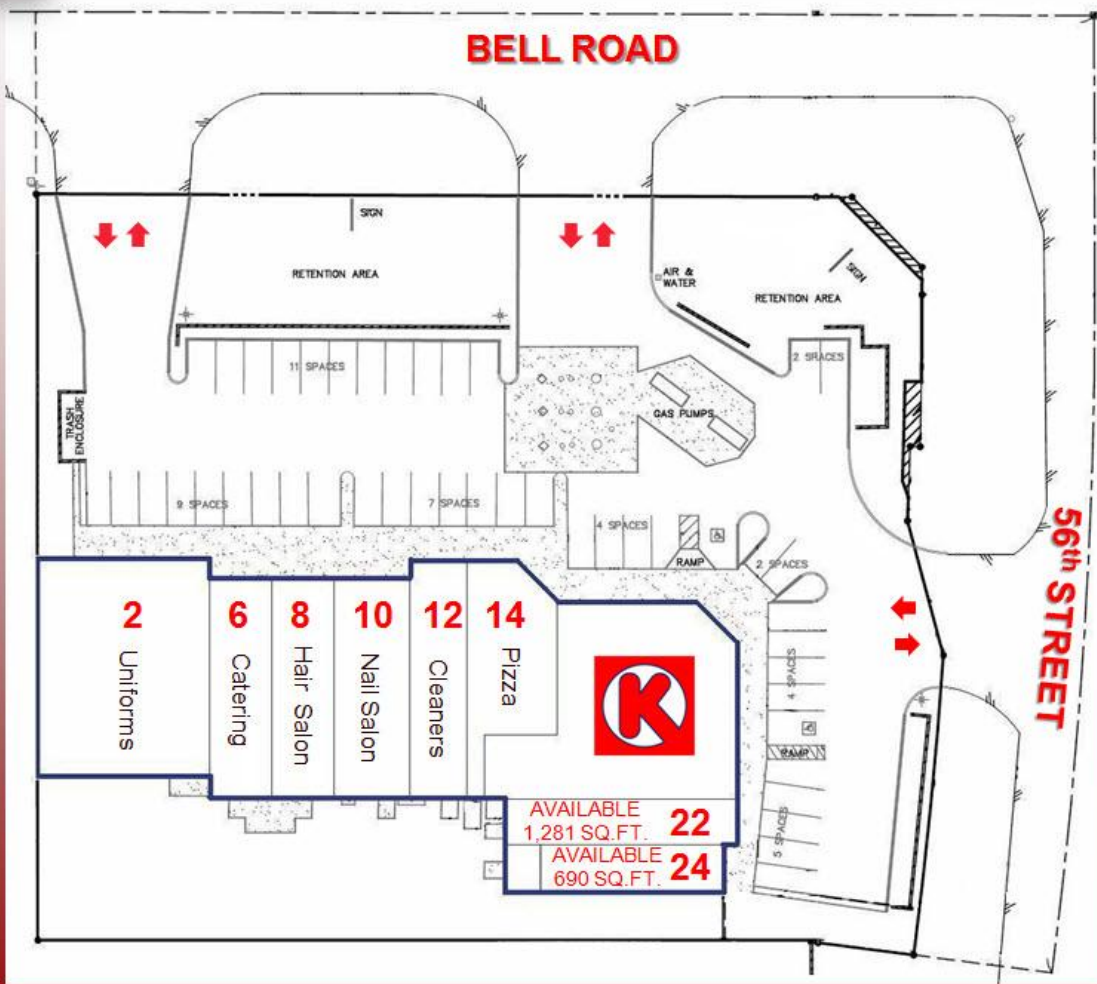 BELL ROAD
SIGN
RETENTION AREA
AIR &
WATER
SIGN
RETENTION AREA
11 SPACES
2 SPACES
GAS PUMPS
TRASH
ENCLOSURE
9 SPACES
7 SPACES
4 SPACES
RAMP
2 SPACES
56th STREET
2
Uniforms
6
Catering
8
Hair Salon
10
Nail Salon
12
Cleaners
14
Pizza
K
4 SPACES
RAMP
5 SPACES
AVAILABLE
1,281 SQ.FT.
22
AVAILABLE
690 SQ.FT.
24